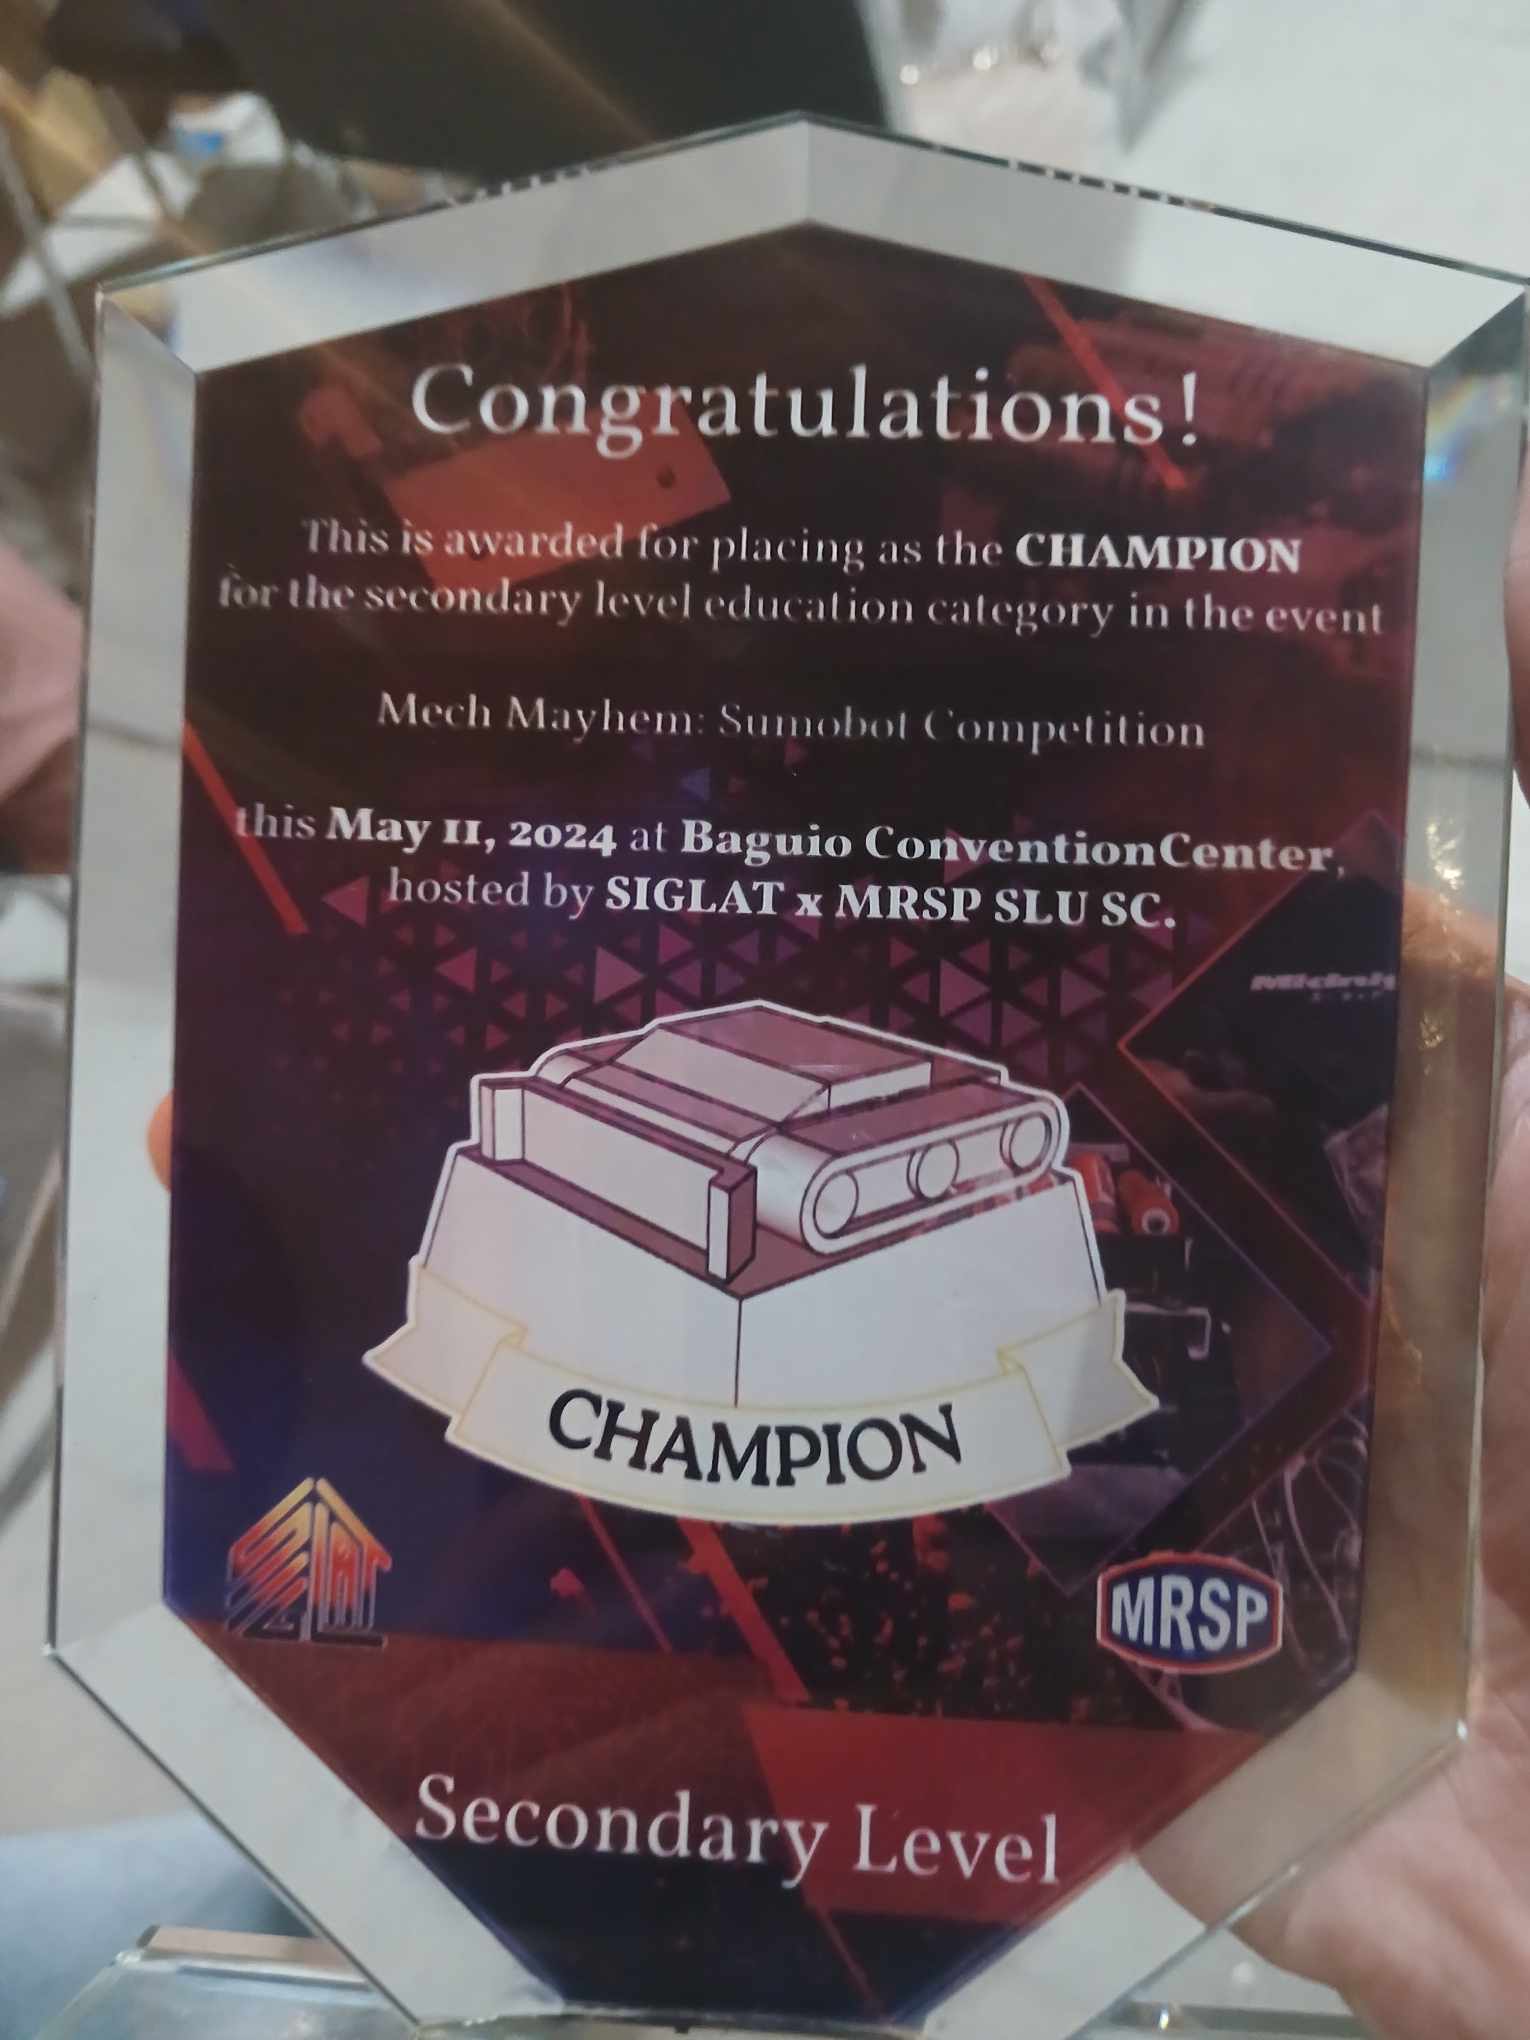 Congratulations!
This is awarded for placing as the CHAMPION
for the secondary level education category in the event
Mech Mayhem: Sumobot Competition
this May 11, 2024 at Baguio ConventionCenter,
hosted by SIGLAT x MRSP SLU SC.
CHAMPION
SIGLAT
MRSP
Secondary Level